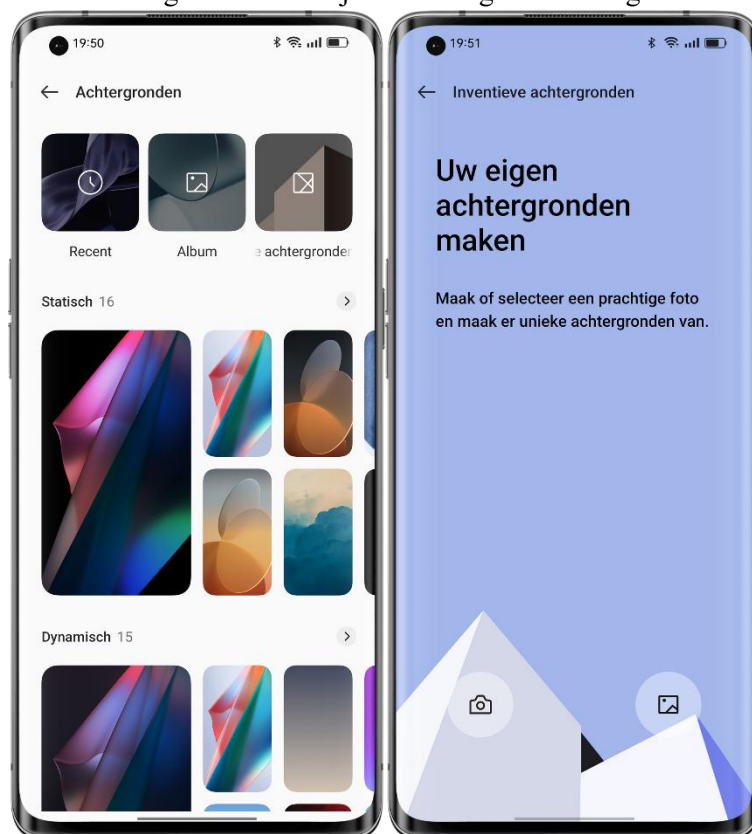 19:50
Achtergronden
Recent
Album
e achtergronder
Statisch 16
Dynamisch 15
19:51
Inventieve achtergronden
Uw eigen
achtergronden
maken
Maak of selecteer een prachtige foto
en maak er unieke achtergronden van.